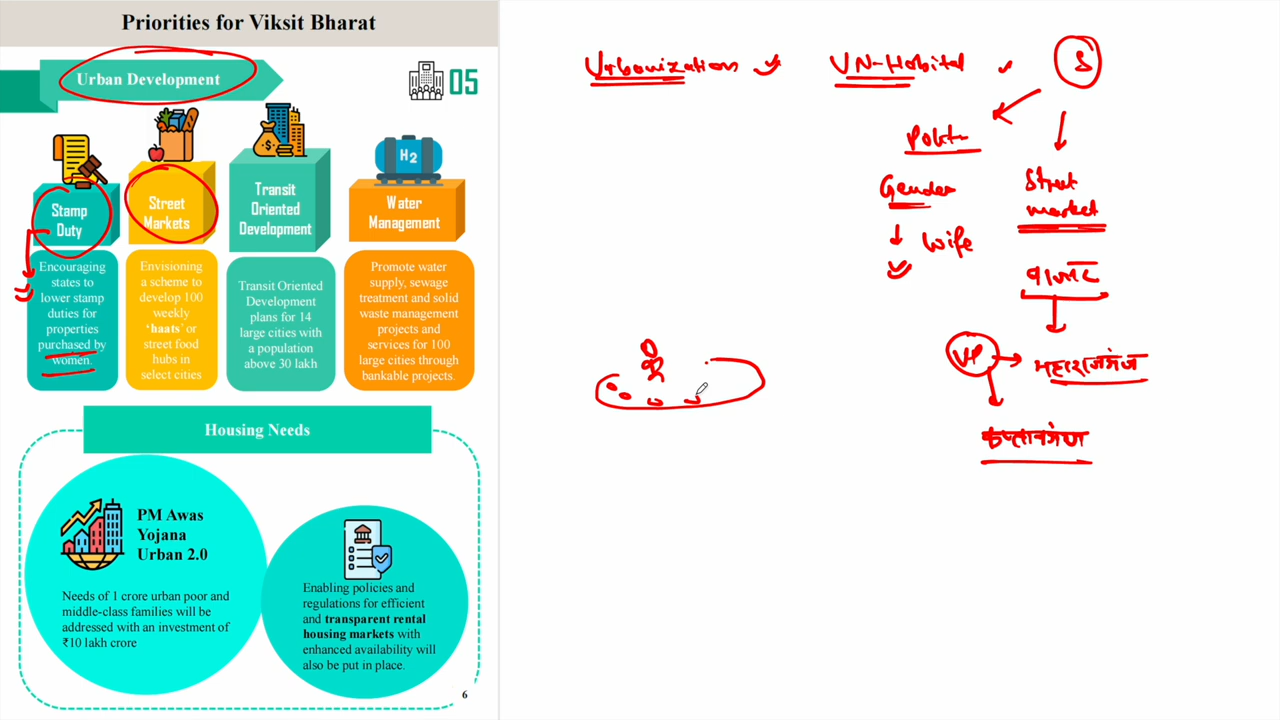 Priorities for Viksit Bharat
Urban Development
05
Stamp
Duty
Encouraging
states to
lower stamp
duties for
properties
purchased by
women.
Street
Markets
Envisioning
a scheme to
develop 100
weekly
'haats' or
street food
hubs in
select cities
Transit
Oriented
Development
Transit Oriented
Development
plans for 14
large cities with
a population
above 30 lakh
H2
Water
Management
Promote water
supply, sewage
treatment and solid
waste management
projects and
services for 100
large cities through
bankable projects.
Housing Needs
PM Awas
Yojana
Urban 2.0
Needs of 1 crore urban poor and
middle-class families will be
addressed with an investment of
₹10 lakh crore
Enabling policies and
regulations for efficient
and transparent rental
housing markets with
enhanced availability will
also be put in place.
6
Urbanization
UN-Habitat
Gender
Wife
Street
market
UP
महाराजगंज